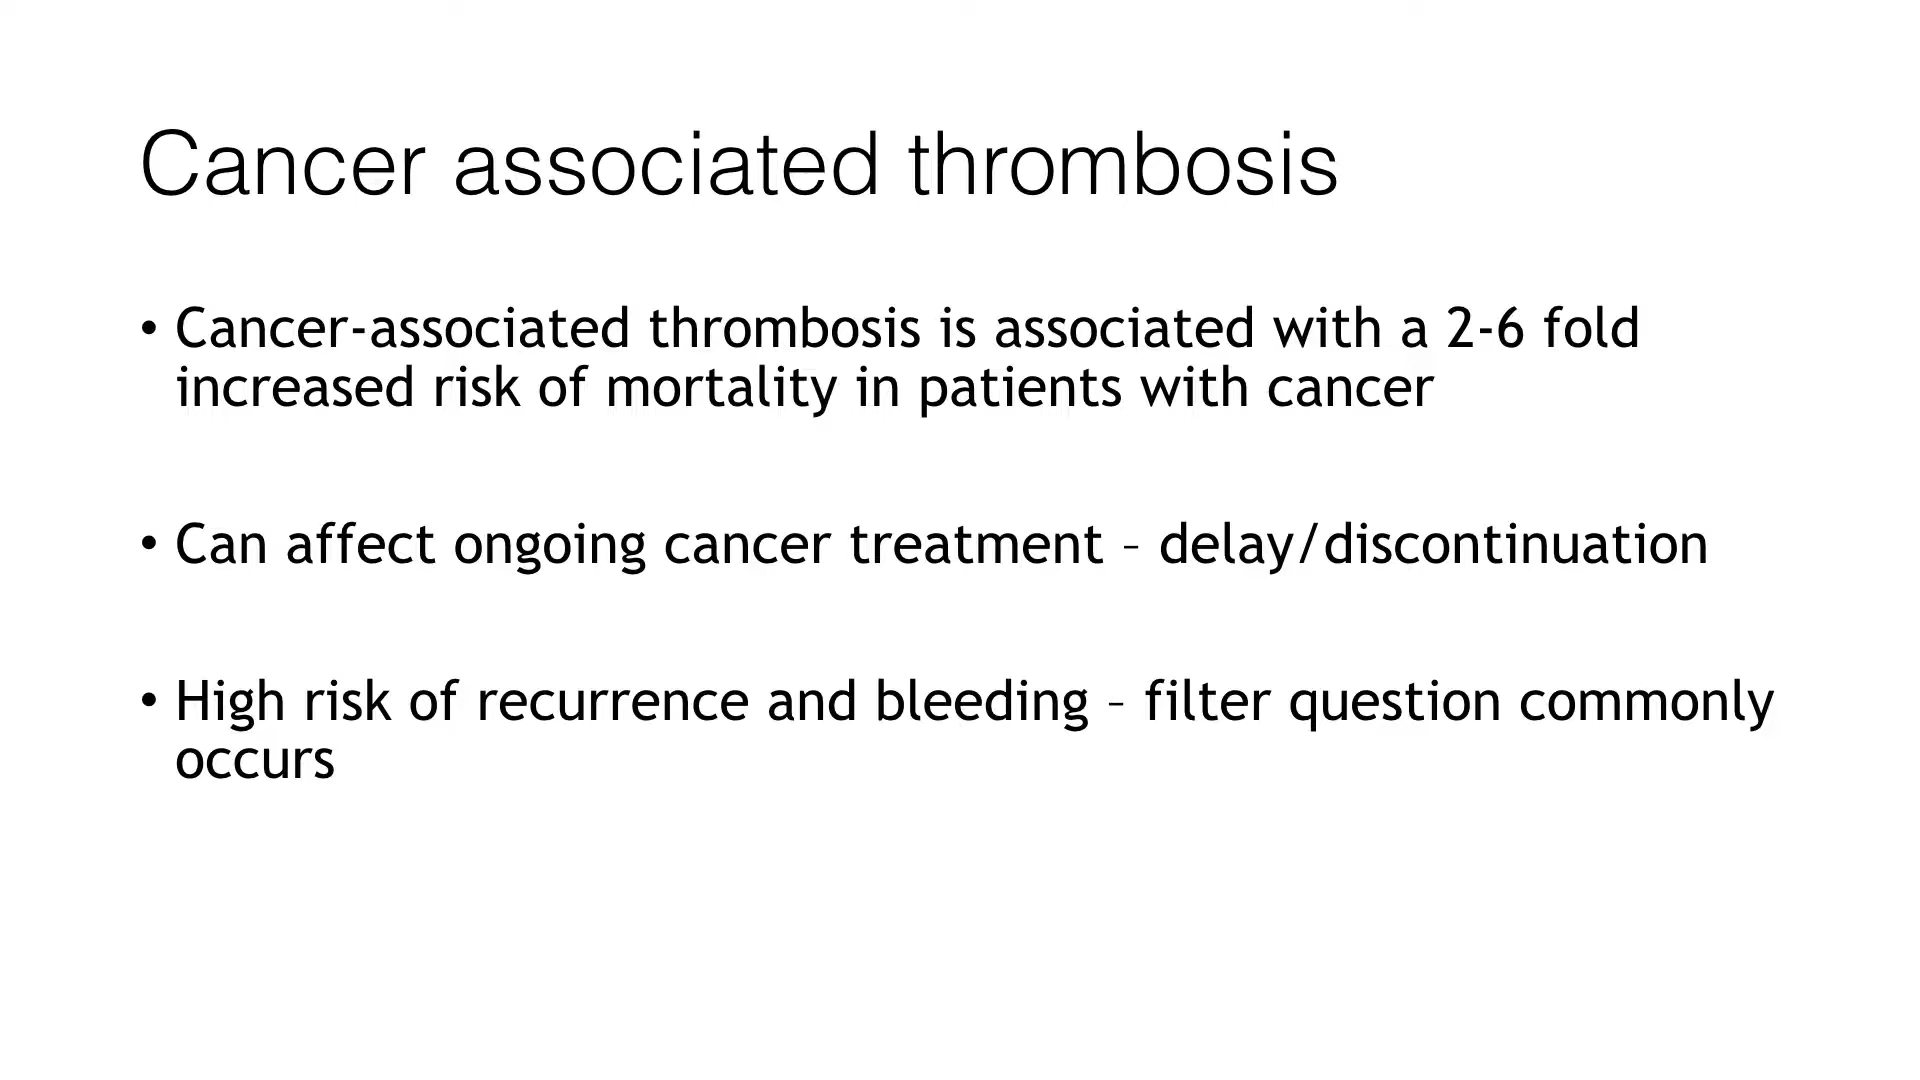 Cancer associated thrombosis
• Cancer-associated thrombosis is associated with a 2-6 fold
increased risk of mortality in patients with cancer
• Can affect ongoing cancer treatment – delay/discontinuation
• High risk of recurrence and bleeding – filter question commonly
occurs